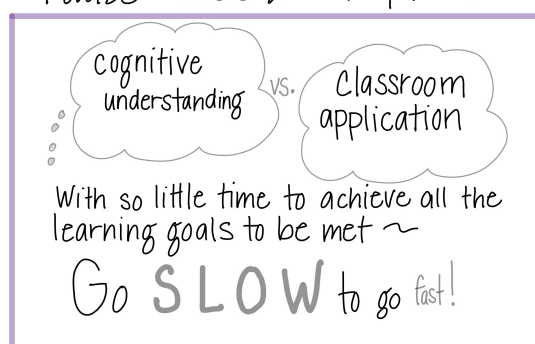 cognitive
understanding
vs.
classroom
application
With so little time to achieve all the
learning goals to be met ~
Go SLOW to go fast!